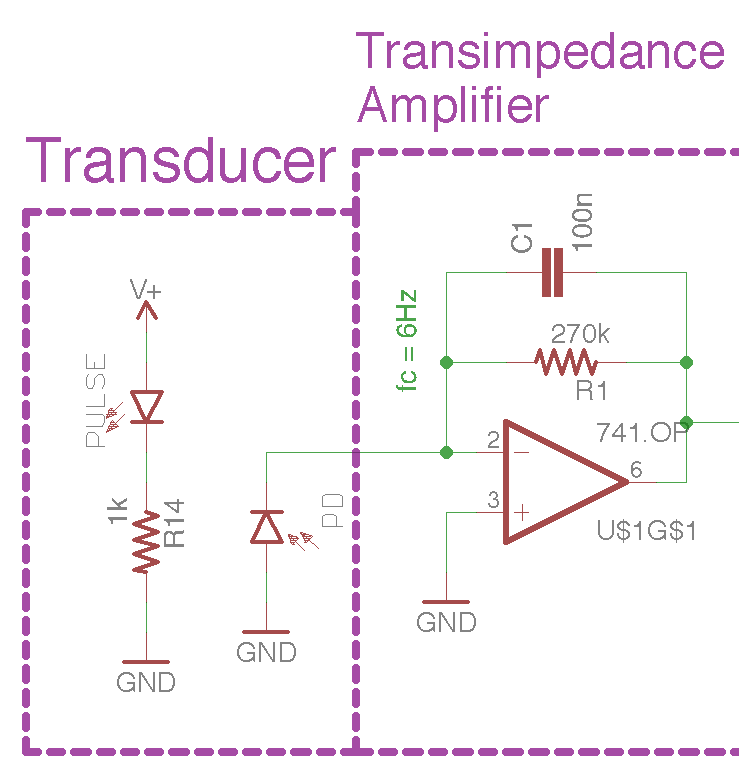 Transimpedance
Amplifier
Transducer
C1
100n
V+
fc = 6Hz
270k
R1
PULSE
741.OP
2
6
3
1k
R14
PD
U$1G$1
GND
GND
GND